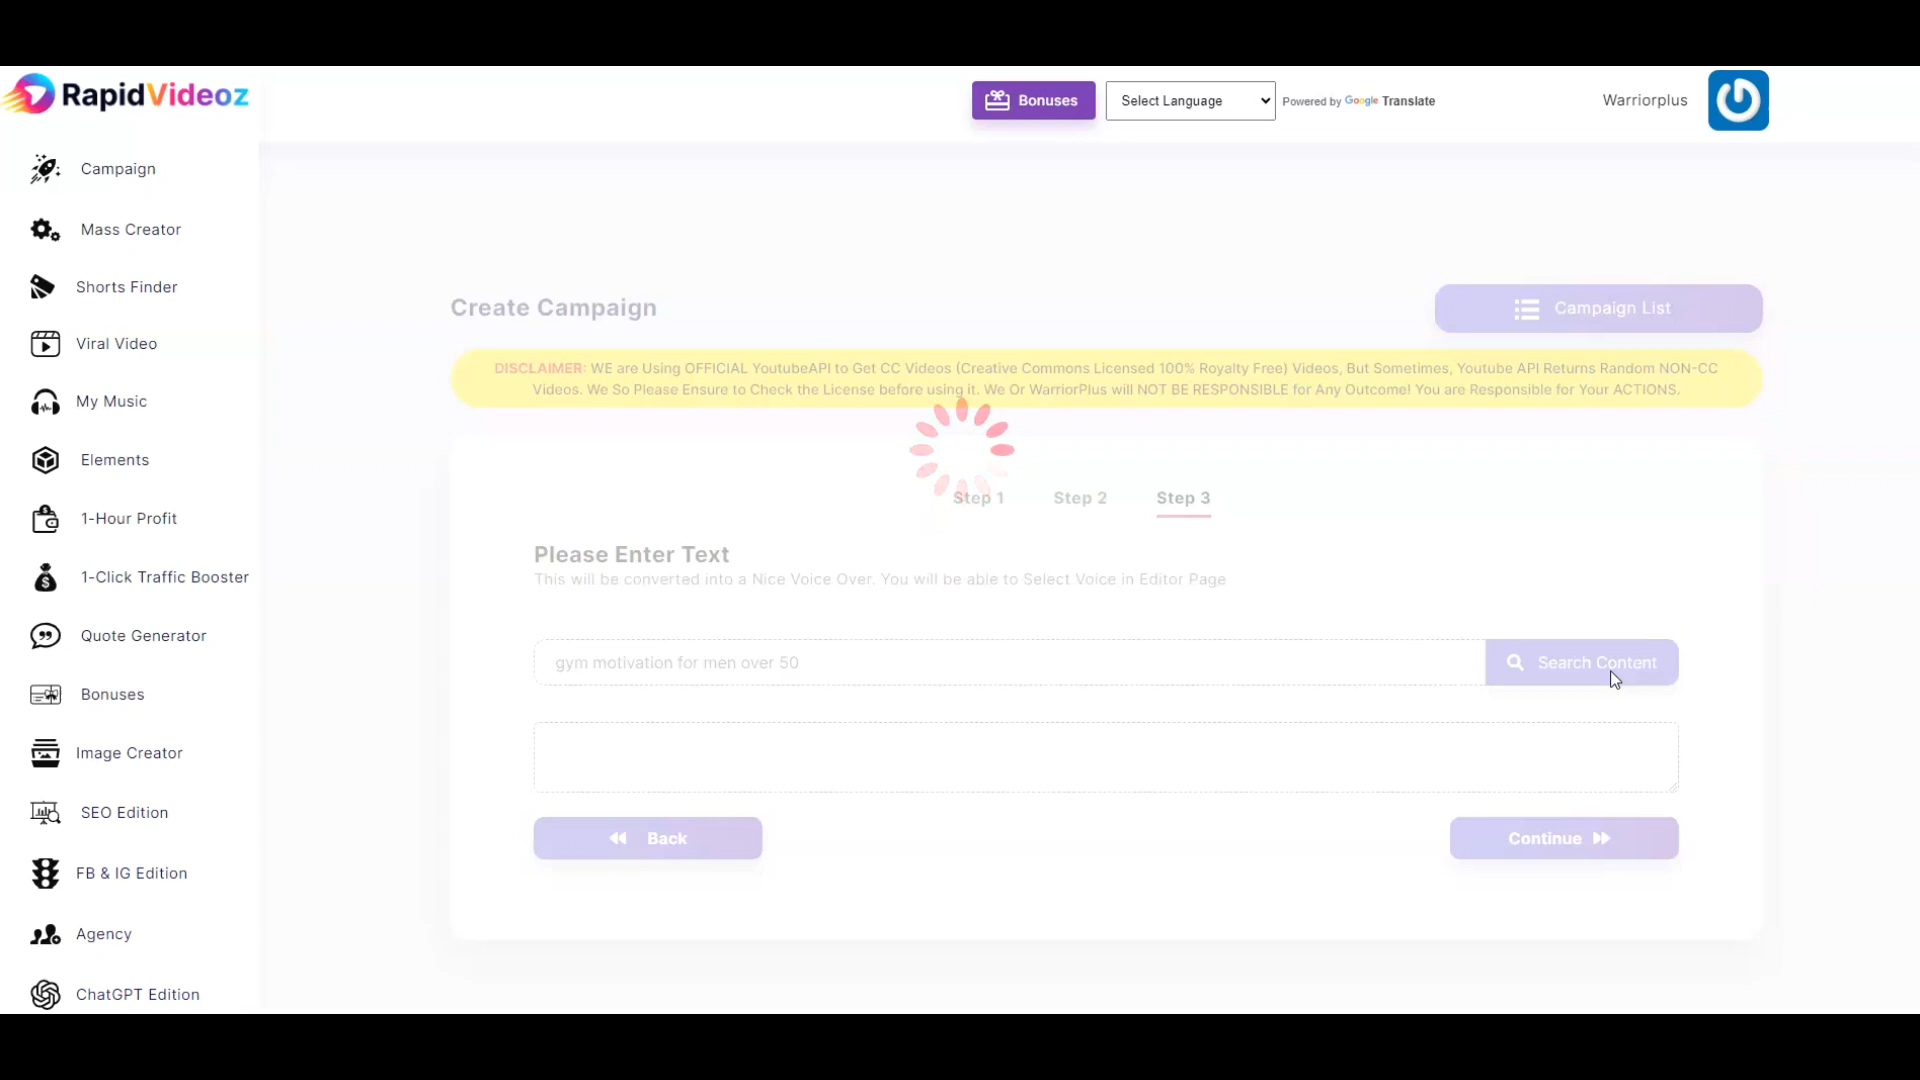 RapidVideoz
Bonuses
Select Language
Powered by Google Translate
Warriorplus
Campaign
Mass Creator
Shorts Finder
Viral Video
My Music
Elements
1-Hour Profit
1-Click Traffic Booster
Quote Generator
Bonuses
Image Creator
SEO Edition
FB & IG Edition
Agency
ChatGPT Edition
Create Campaign
Campaign List
DISCLAIMER: WE are Using OFFICIAL YoutubeAPI to Get CC Videos (Creative Commons Licensed 100% Royalty Free) Videos, But Sometimes, Youtube API Returns Random NON-CC
Videos. We So Please Ensure to Check the License before using it. We Or WarriorPlus will NOT BE RESPONSIBLE for Any Outcome! You are Responsible for Your ACTIONS.
Step 1
Step 2
Step 3
Please Enter Text
This will be converted into a Nice Voice Over. You will be able to Select Voice in Editor Page
gym motivation for men over 50
Search Content
Back
Continue